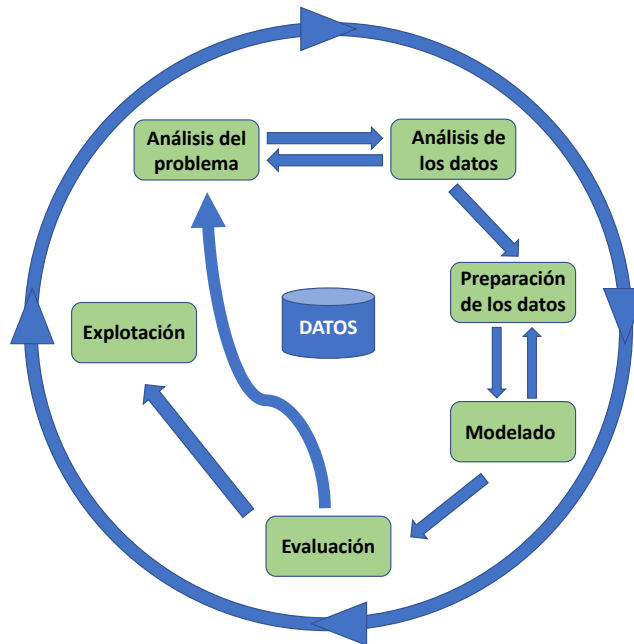 Análisis del
problema
Análisis de
los datos
Preparación
de los datos
DATOS
Explotación
Modelado
Evaluación